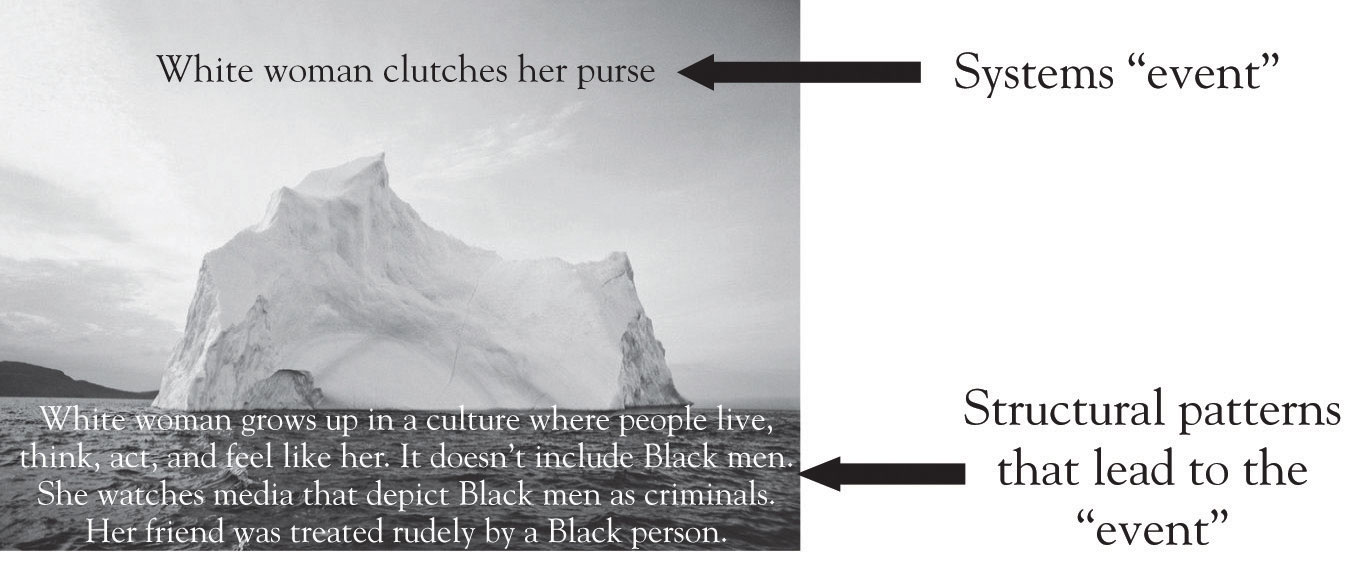 White woman clutches her purse
Systems “event”
White woman grows up in a culture where people live,
think, act, and feel like her. It doesn’t include Black men.
She watches media that depict Black men as criminals.
Her friend was treated rudely by a Black person.
Structural patterns
that lead to the
“event”